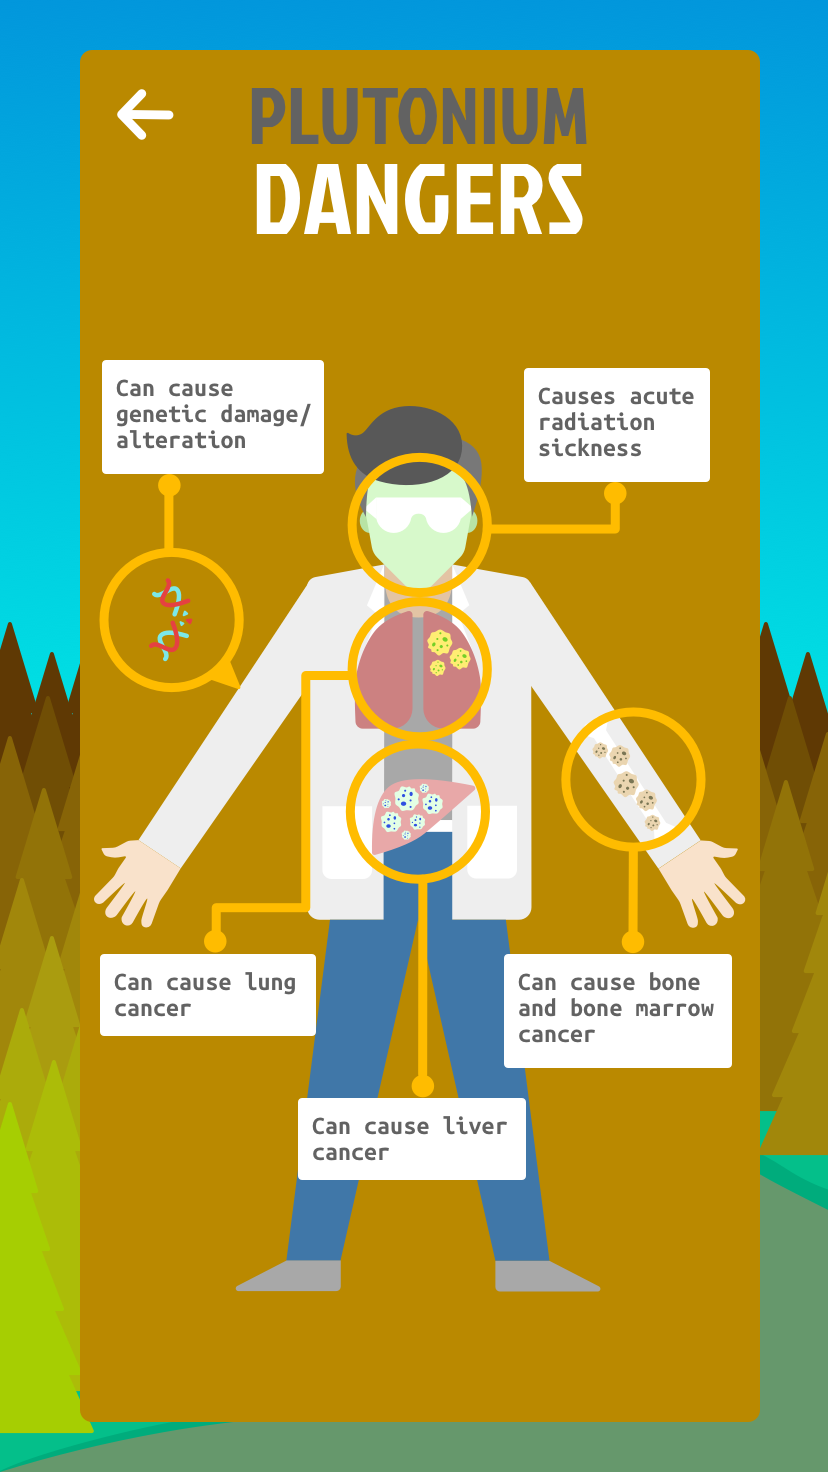 PLUTONIUM
DANGERS
Can cause
genetic damage/
alteration
Causes acute
radiation
sickness
Can cause lung
cancer
Can cause bone
and bone marrow
cancer
Can cause liver
cancer